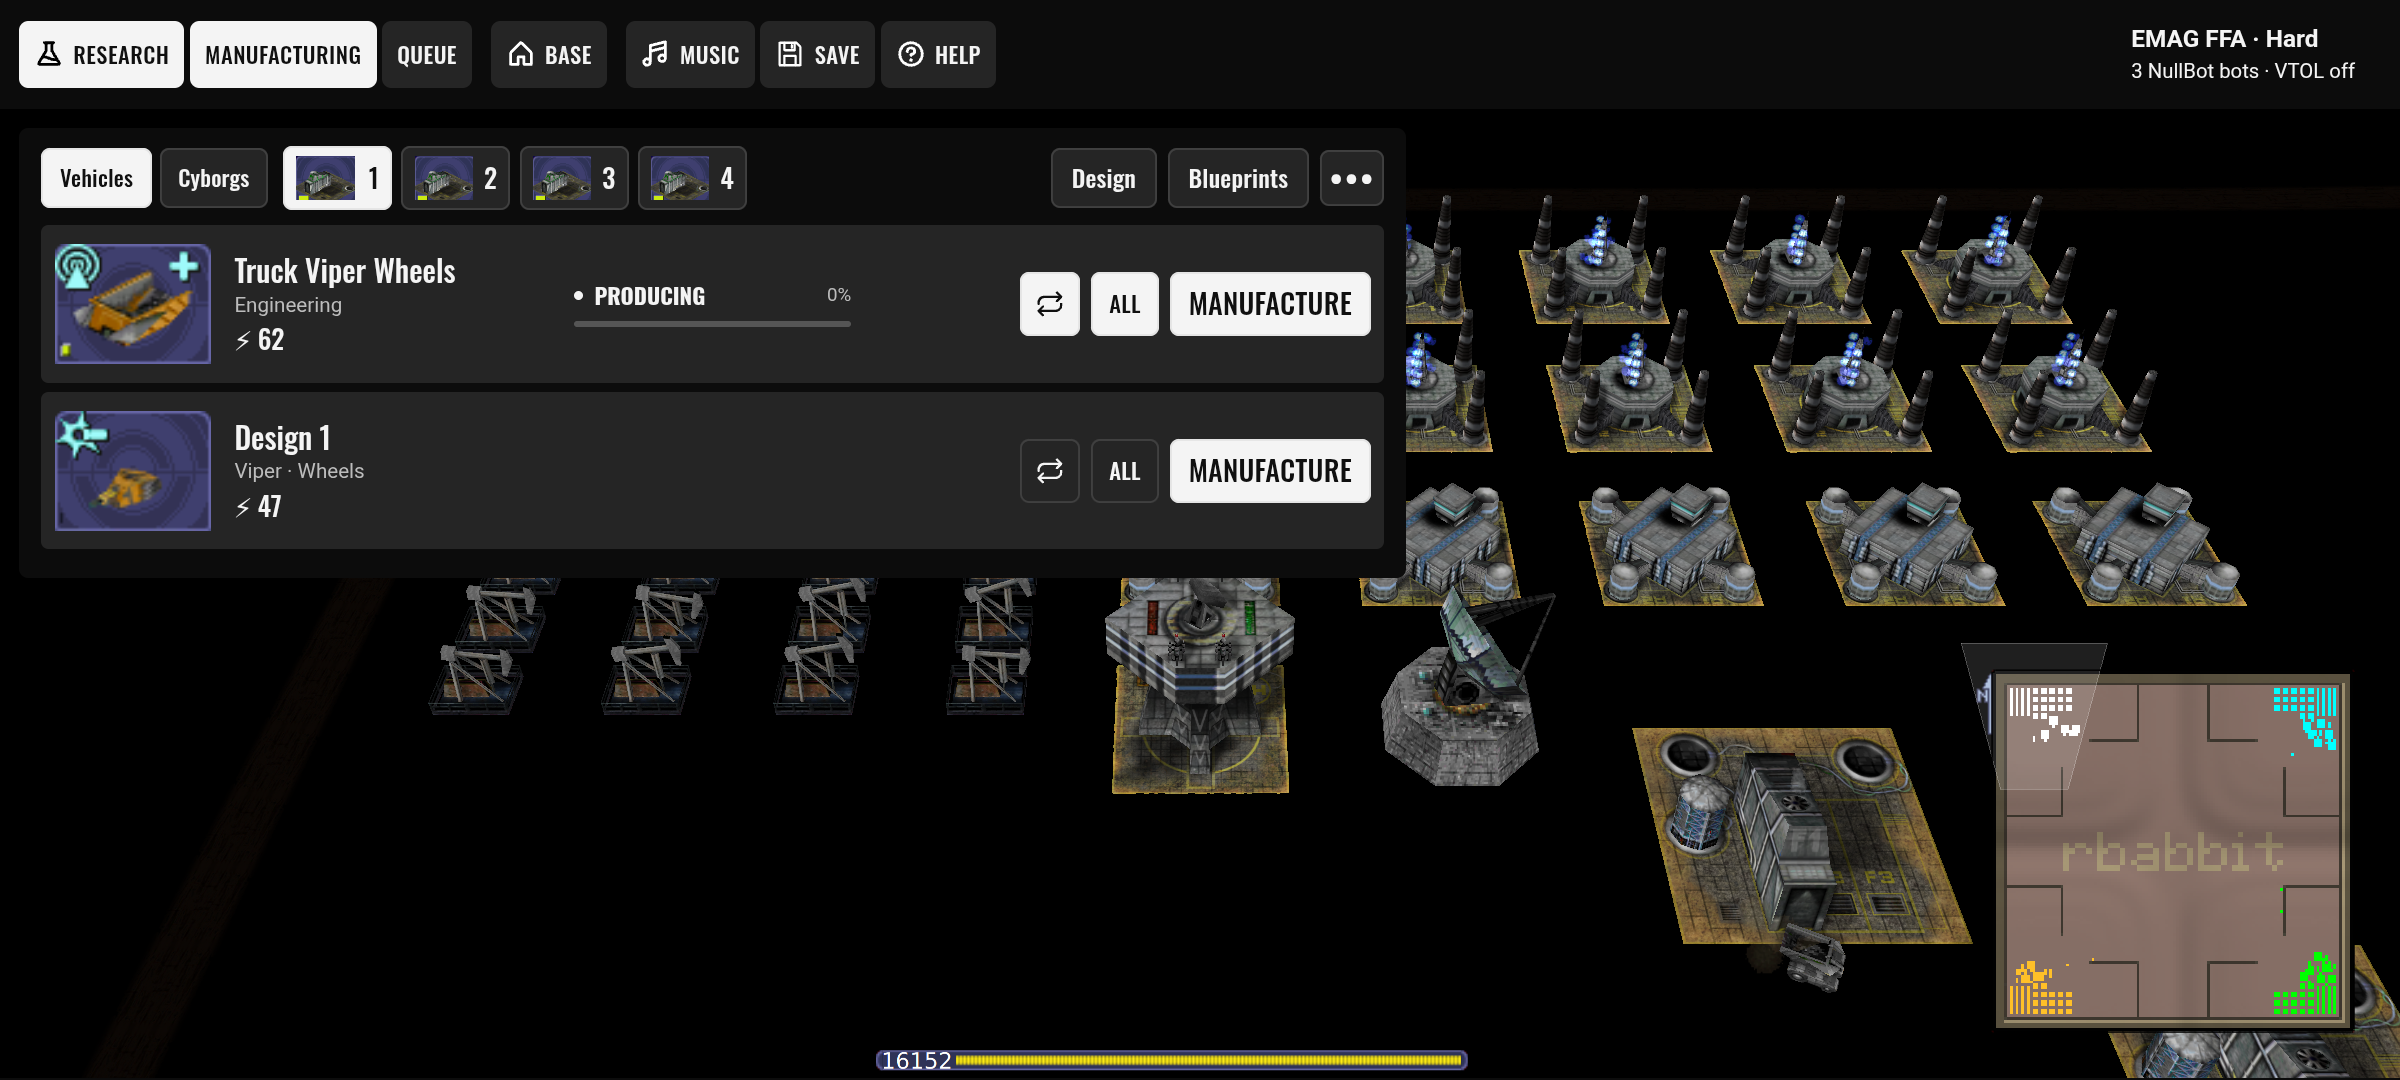 RESEARCH MANUFACTURING QUEUE BASE MUSIC SAVE HELP
EMAG FFA · Hard
3 NullBot bots · VTOL off
Vehicles Cyborgs 1 2 3 4 Design Blueprints
Truck Viper Wheels
Engineering
62
PRODUCING 0%
ALL MANUFACTURE
Design 1
Viper · Wheels
47
ALL MANUFACTURE
N
rbabbit
F3
16152